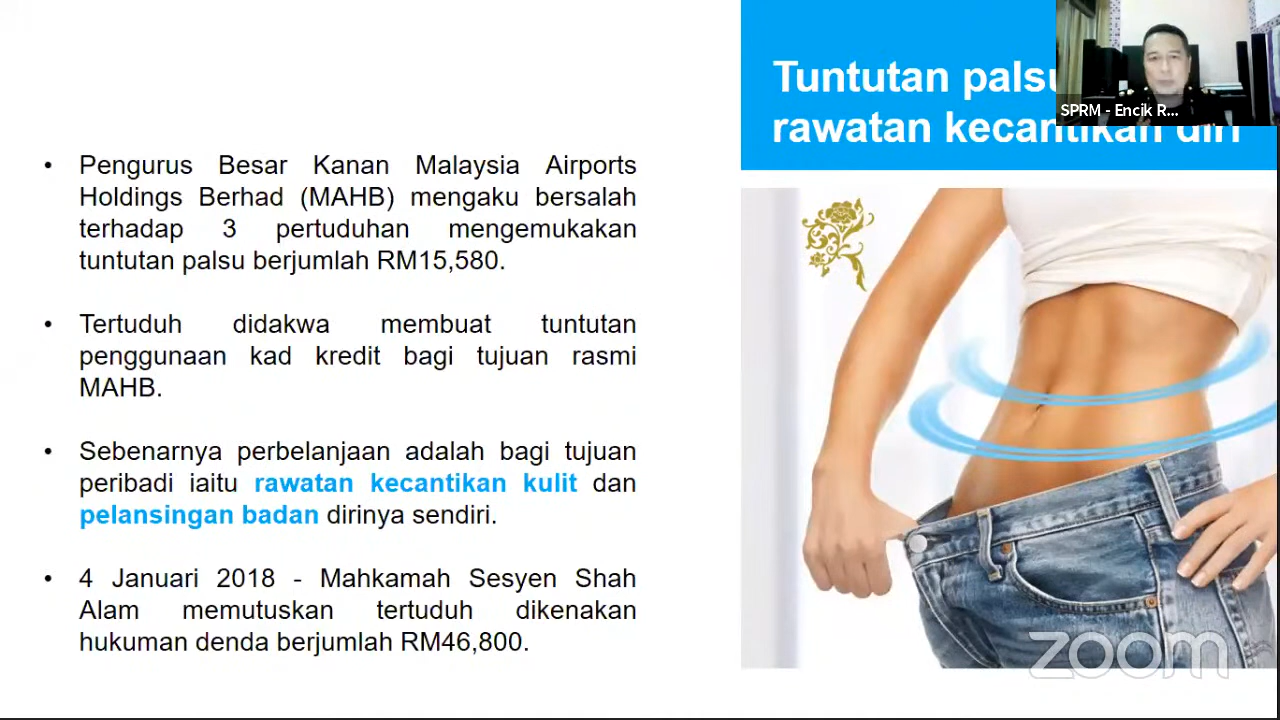 Tuntutan
rawatan kecantikan diri
SPRM - Encik R...
• Pengurus Besar Kanan Malaysia Airports
Holdings Berhad (MAHB) mengaku bersalah
terhadap 3 pertuduhan mengemukakan
tuntutan palsu berjumlah RM15,580.
• Tertuduh didakwa membuat tuntutan
penggunaan kad kredit bagi tujuan rasmi
MAHB.
• Sebenarnya perbelanjaan adalah bagi tujuan
peribadi iaitu rawatan kecantikan kulit dan
pelansingan badan dirinya sendiri.
• 4 Januari 2018 - Mahkamah Sesyen Shah
Alam memutuskan tertuduh dikenakan
hukuman denda berjumlah RM46,800.
zoom